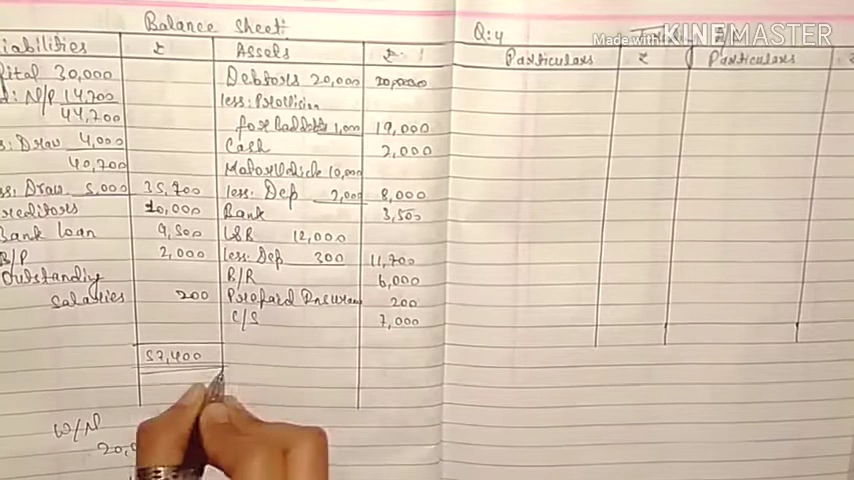 Balance Sheet
iabilities ₹ Assets ₹
pital 30,000 Debtors 20,000
d: N/P 14,700 less: Provision
44,700 for bad debts 1,000 19,000
s: Draw 4,000 Cash 2,000
40,700 Motor Vehicle 10,000
ss: Draw 5,000 35,700 less: Dep 2,000 8,000
reditors 10,000 Bank 3,500
Bank loan 9,500 L&B 12,000
B/P 2,000 less: Dep 300 11,700
Outstanding B/R 6,000
salaries 200 Prepaid Insuran 200
C/S 7,000
57,400
W/N
20,0
Q:4
Made with KINEMASTER
Particulars ₹ Particulars ₹